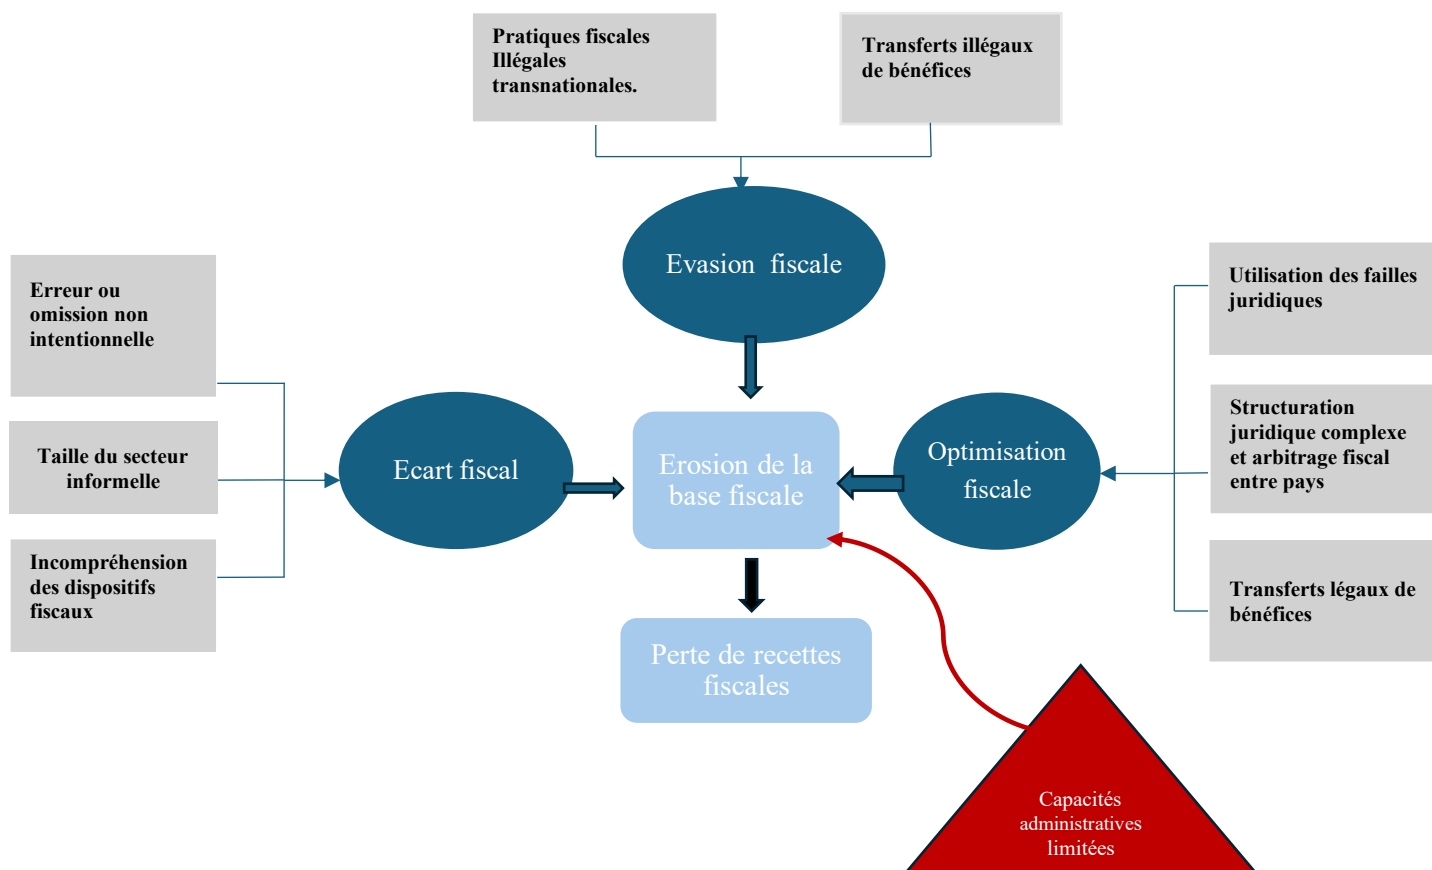 Pratiques fiscales
Illégales
transnationales.
Transferts illégaux
de bénéfices
Evasion fiscale
Erreur ou
omission non
intentionnelle
Taille du secteur
informelle
Incompréhension
des dispositifs
fiscaux
Ecart fiscal
Erosion de la
base fiscale
Optimisation
fiscale
Utilisation des failles
juridiques
Structuration
juridique complexe
et arbitrage fiscal
entre pays
Transferts légaux de
bénéfices
Perte de recettes
fiscales
Capacités
administratives
limitées